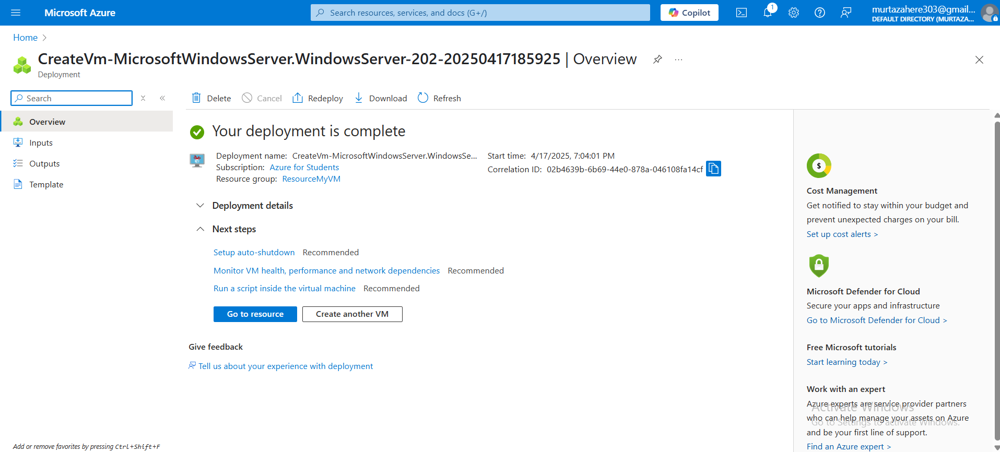 Microsoft Azure
Search resources, services, and docs (G+/)
Copilot
1
murtazahere303@gmail...
DEFAULT DIRECTORY (MURTAZA...
Home
CreateVm-MicrosoftWindowsServer.WindowsServer-202-20250417185925 | Overview
...
Deployment
Search
Delete
Cancel
Redeploy
Download
Refresh
Overview
Inputs
Outputs
Template
Your deployment is complete
Deployment name: CreateVm-MicrosoftWindowsServer.WindowsSe...
Subscription: Azure for Students
Resource group: ResourceMyVM
Start time: 4/17/2025, 7:04:01 PM
Correlation ID: 02b4639b-6b69-44e0-878a-046108fa14cf
Deployment details
Next steps
Setup auto-shutdown Recommended
Monitor VM health, performance and network dependencies Recommended
Run a script inside the virtual machine Recommended
Go to resource
Create another VM
Give feedback
Tell us about your experience with deployment
$
Cost Management
Get notified to stay within your budget and
prevent unexpected charges on your bill.
Set up cost alerts >
Microsoft Defender for Cloud
Secure your apps and infrastructure
Go to Microsoft Defender for Cloud >
Free Microsoft tutorials
Start learning today >
Work with an expert
Azure experts are service provider partners
who can help manage your assets on Azure
and be your first line of support.
Find an Azure expert >
Activate Windows
Go to Settings to activate Windows.
Add or remove favorites by pressing Ctrl+Shift+F